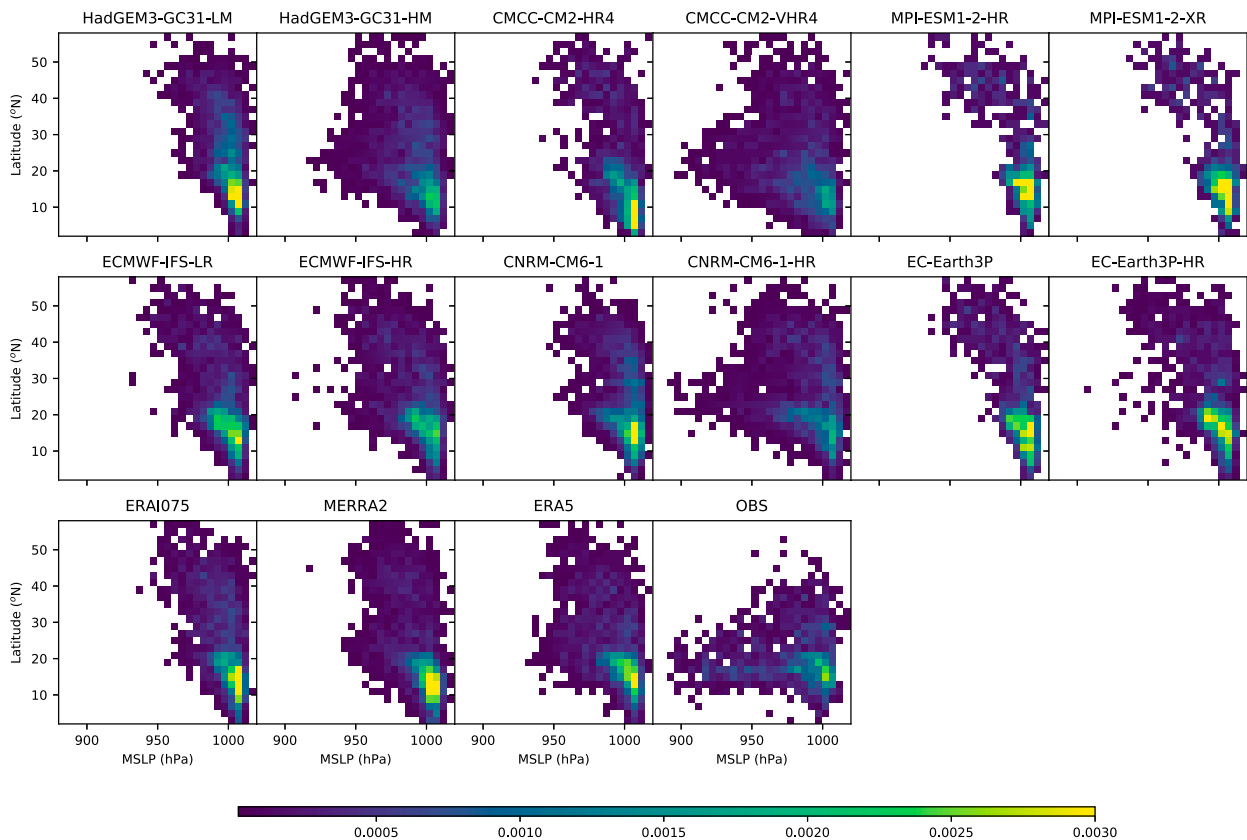 HadGEM3-GC31-LM HadGEM3-GC31-HM CMCC-CM2-HR4 CMCC-CM2-VHR4 MPI-ESM1-2-HR MPI-ESM1-2-XR
50
40
30
20
10
Latitude (°N)
ECMWF-IFS-LR ECMWF-IFS-HR CNRM-CM6-1 CNRM-CM6-1-HR EC-Earth3P EC-Earth3P-HR
50
40
30
20
10
Latitude (°N)
ERAI075 MERRA2 ERA5 OBS
50
40
30
20
10
Latitude (°N)
900 950 1000 900 950 1000 900 950 1000 900 950 1000
MSLP (hPa) MSLP (hPa) MSLP (hPa) MSLP (hPa)
0.0005 0.0010 0.0015 0.0020 0.0025 0.0030